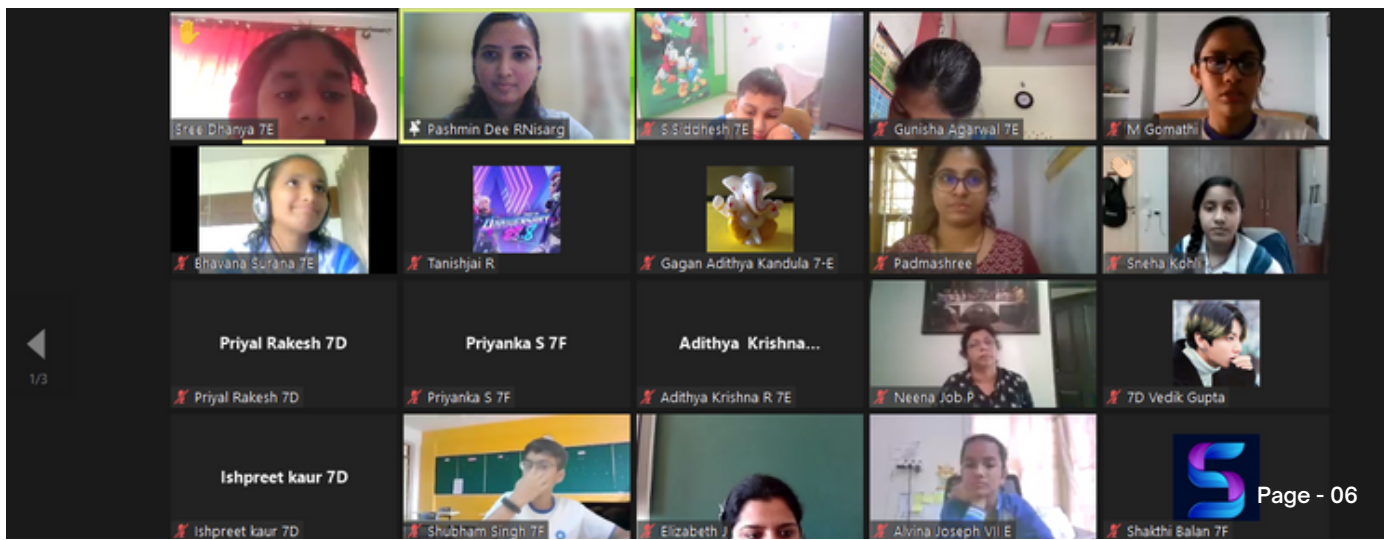 Sree Dhanya 7E
Pashmin Dee RNisarg
S Siddhesh 7E
Gunisha Agarwal 7E
M Gomathi
Bhavana Surana 7E
ANNIVERSARY
Tanishjai R
Gagan Adithya Kandula 7-E
Padmashree
Sneha Kohli
1/3
Priyal Rakesh 7D
Priyal Rakesh 7D
Priyanka S 7F
Priyanka S 7F
Adithya Krishna...
Adithya Krishna R 7E
Neena Job P
7D Vedik Gupta
Ishpreet kaur 7D
Ishpreet kaur 7D
Shubham Singh 7F
Elizabeth J
Alvina Joseph VII E
Shakthi Balan 7F
Page - 06